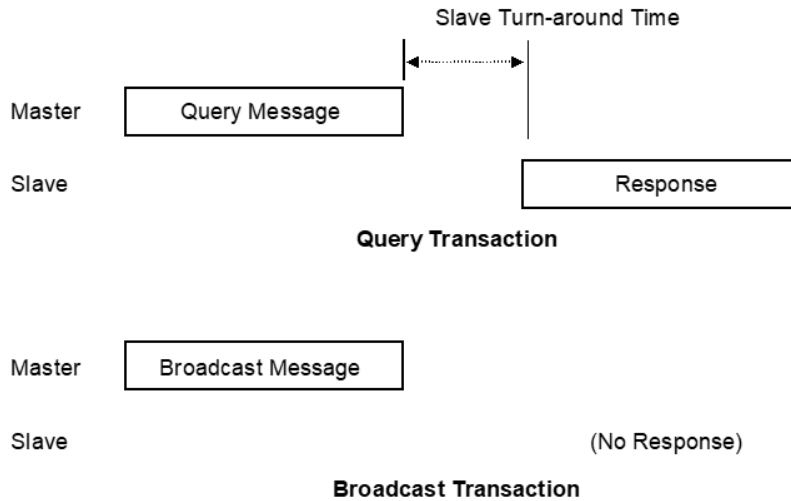 Slave Turn-around Time
Master Query Message
Slave Response
Query Transaction
Master Broadcast Message
Slave (No Response)
Broadcast Transaction